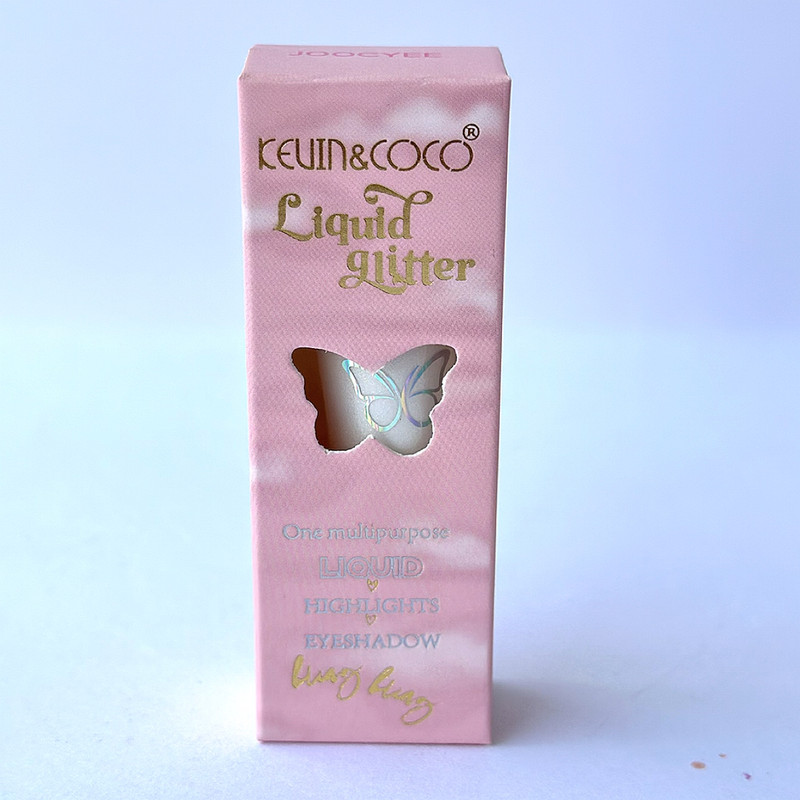 JOOCYEE
KEVIN&COCO®
Liquid
glitter
One multipurpose
LIQUID
HIGHLIGHTS
EYESHADOW